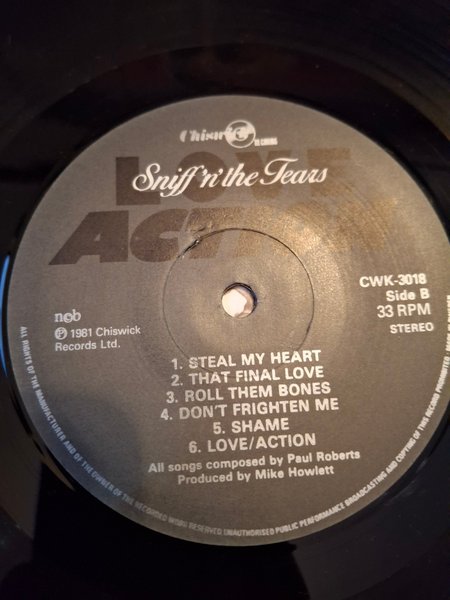 Chiswick
RECORDS
LOVE
Sniff 'n' the Tears
ACTION
CWK-3018
Side B
33 RPM
STEREO
ncb
Ⓟ 1981 Chiswick
Records Ltd.
1. STEAL MY HEART
2. THAT FINAL LOVE
3. ROLL THEM BONES
4. DON'T FRIGHTEN ME
5. SHAME
6. LOVE/ACTION
All songs composed by Paul Roberts
Produced by Mike Howlett
ALL RIGHTS OF THE MANUFACTURER AND OF THE OWNER OF THE RECORDED WORK RESERVED UNAUTHORISED PUBLIC PERFORMANCE BROADCASTING AND COPYING OF THIS RECORD PROHIBITED